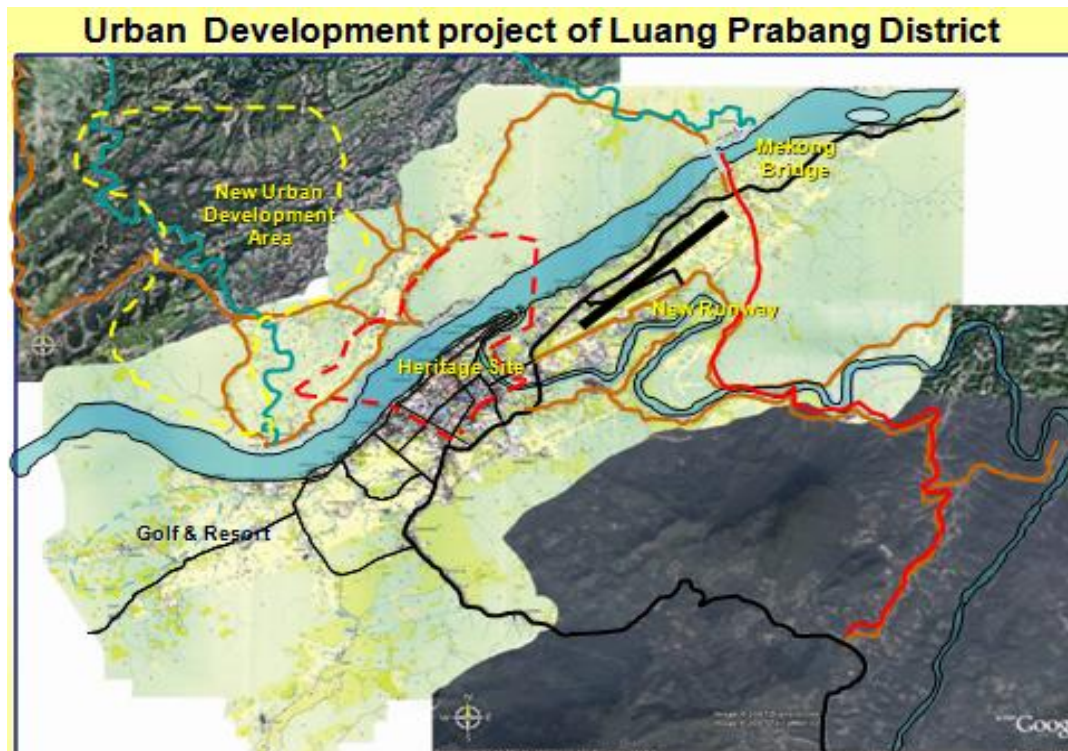 Urban Development project of Luang Prabang District
Mekong
Bridge
New Urban
Development
Area
New Runway
Heritage Site
Golf & Resort
N
W
E
Goog